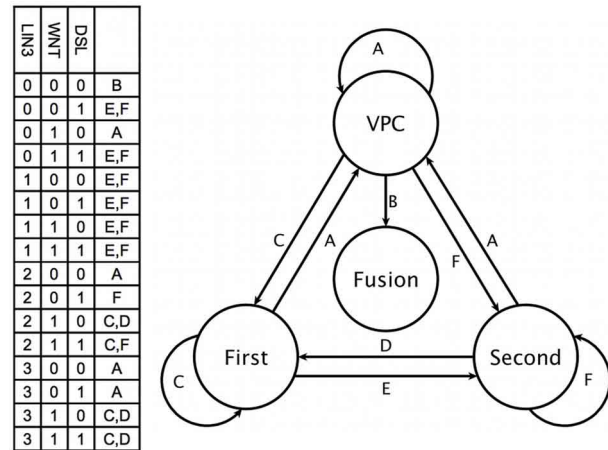 LIN3 WNT DSL
0 0 0 B
0 0 1 E,F
0 1 0 A
0 1 1 E,F
1 0 0 E,F
1 0 1 E,F
1 1 0 E,F
1 1 1 E,F
2 0 0 A
2 0 1 F
2 1 0 C,D
2 1 1 C,F
3 0 0 A
3 0 1 A
3 1 0 C,D
3 1 1 C,D
A
VPC
B
C
A
F
A
Fusion
D
First
Second
C
E
F